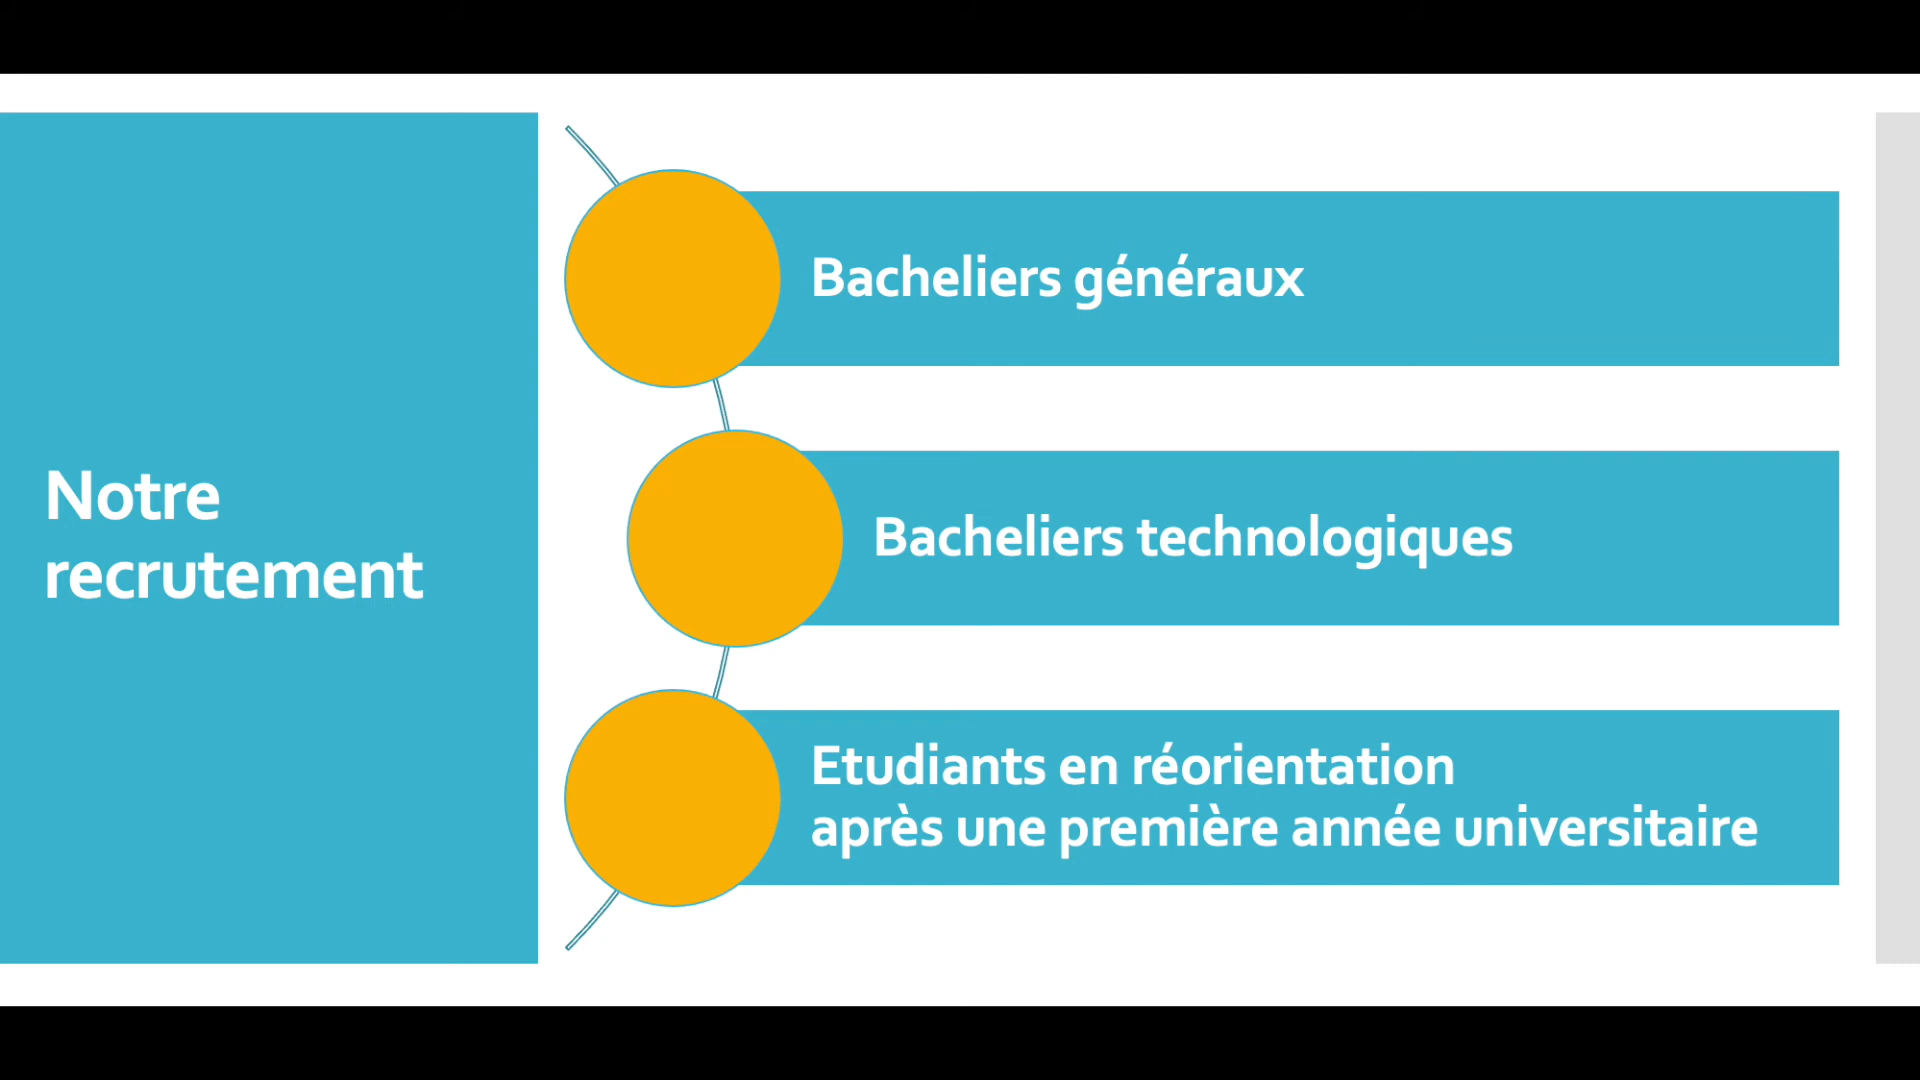 Notre
recrutement
Bacheliers généraux
Bacheliers technologiques
Etudiants en réorientation
après une première année universitaire